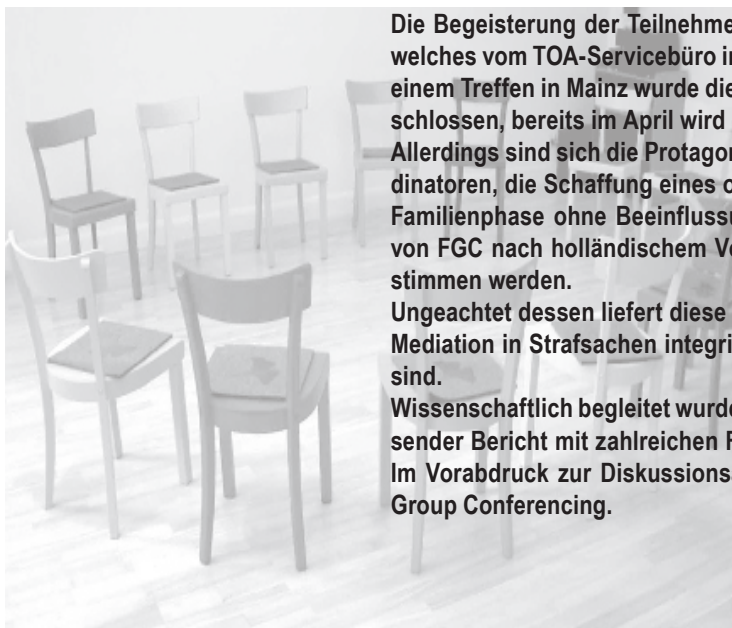 Die Begeisterung der Teilnehme
welches vom TOA-Servicebüro i
einem Treffen in Mainz wurde die
schlossen, bereits im April wird
Allerdings sind sich die Protago
dinatoren, die Schaffung eines
Familienphase ohne Beeinflussu
von FGC nach holländischem V
stimmen werden.
Ungeachtet dessen liefert diese
Mediation in Strafsachen integri
sind.
Wissenschaftlich begleitet wurde
sender Bericht mit zahlreichen
Im Vorabdruck zur Diskussions
Group Conferencing.